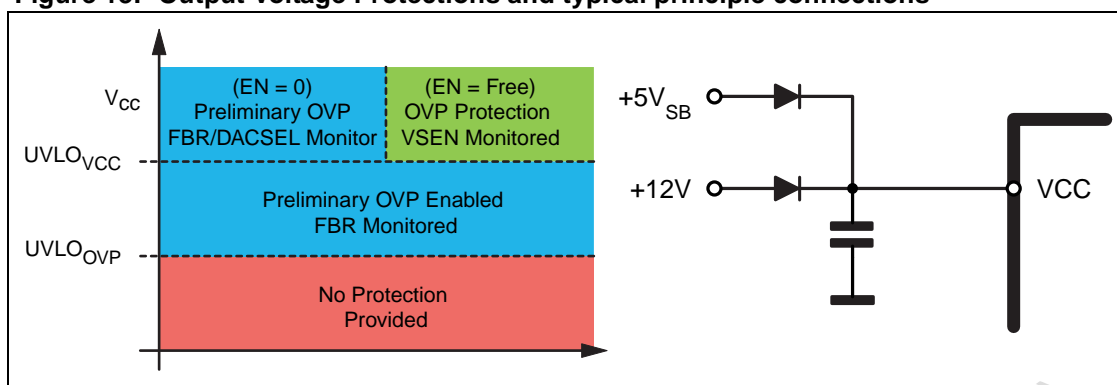 Figure 16. Output Voltage Protections and typical principle connections
VCC
(EN = 0)
Preliminary OVP
FBR/DACSEL Monitor
(EN = Free)
OVP Protection
VSEN Monitored
UVLOVCC
Preliminary OVP Enabled
FBR Monitored
UVLOOVP
No Protection
Provided
+5VSB
+12V
VCC